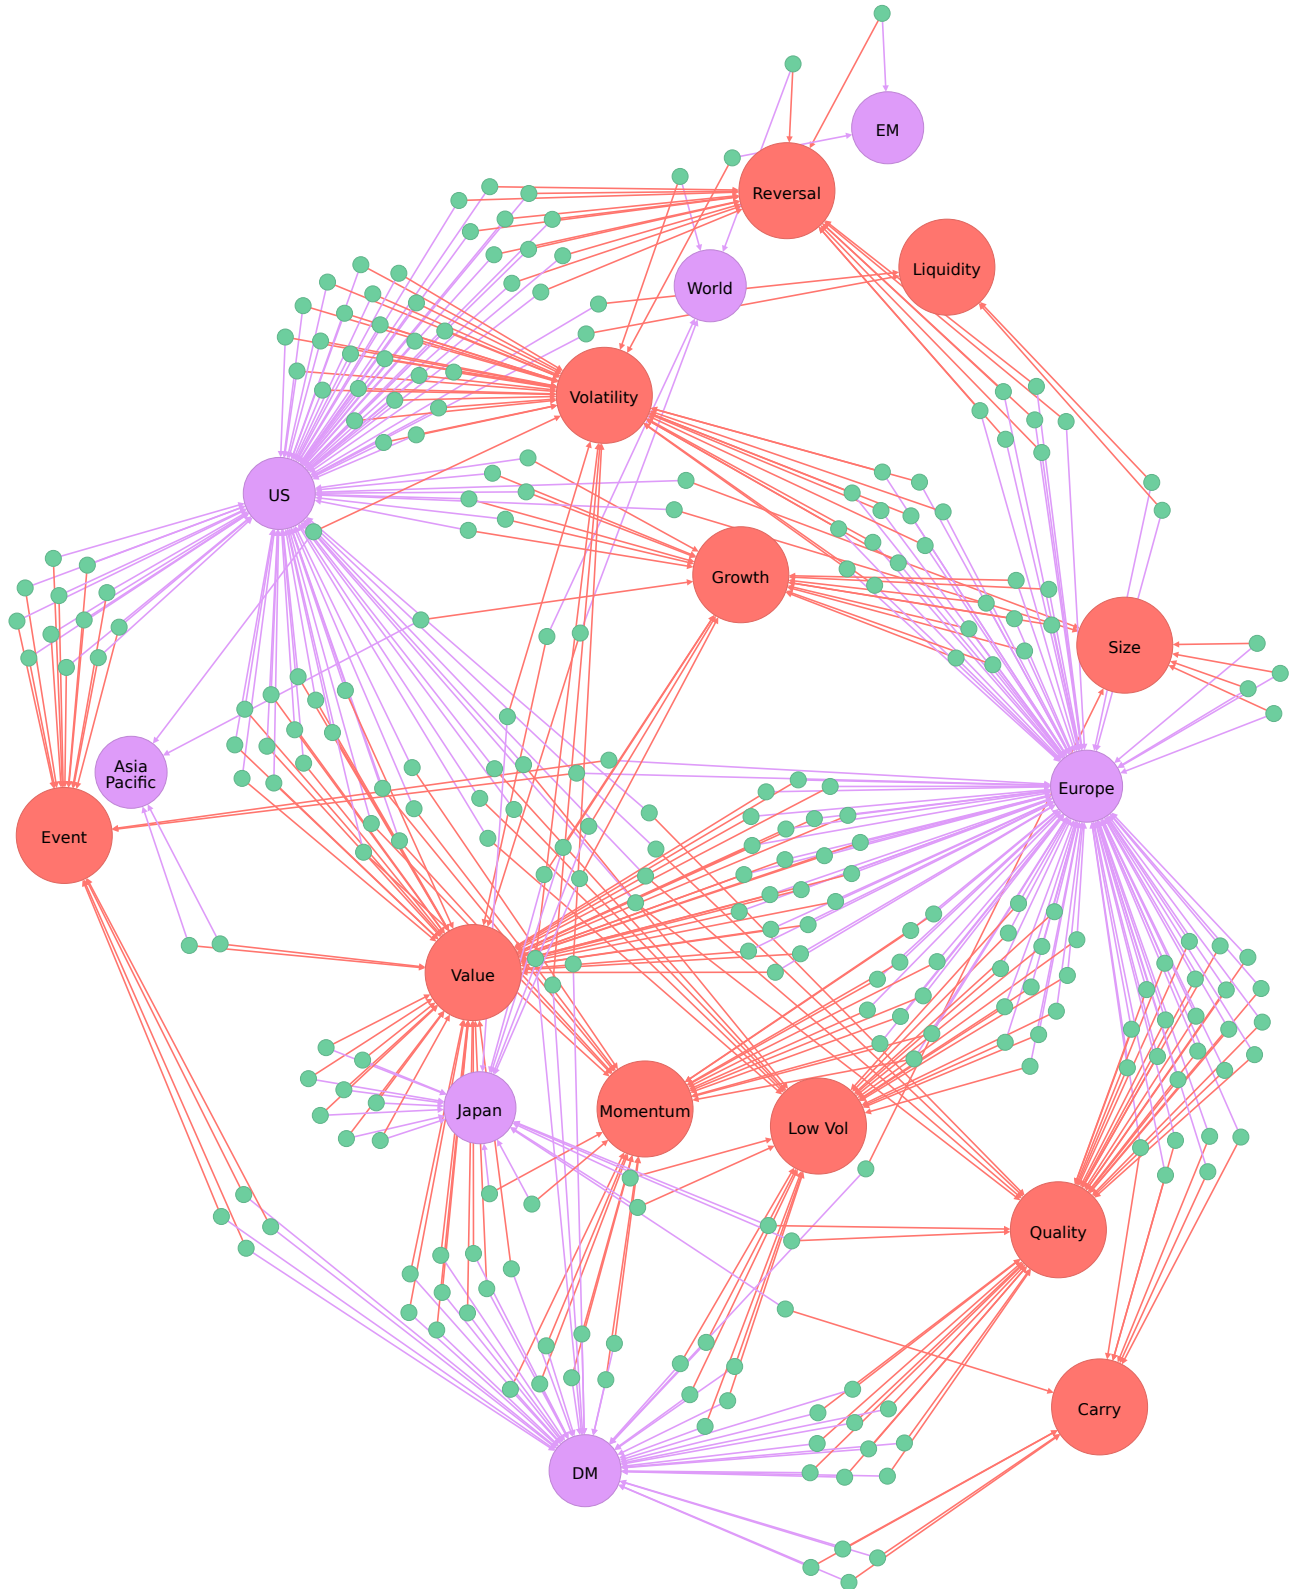 EM
Reversal
Liquidity
World
Volatility
US
Growth
Size
Asia
Pacific
Europe
Event
Value
Japan
Momentum
Low Vol
Quality
Carry
DM